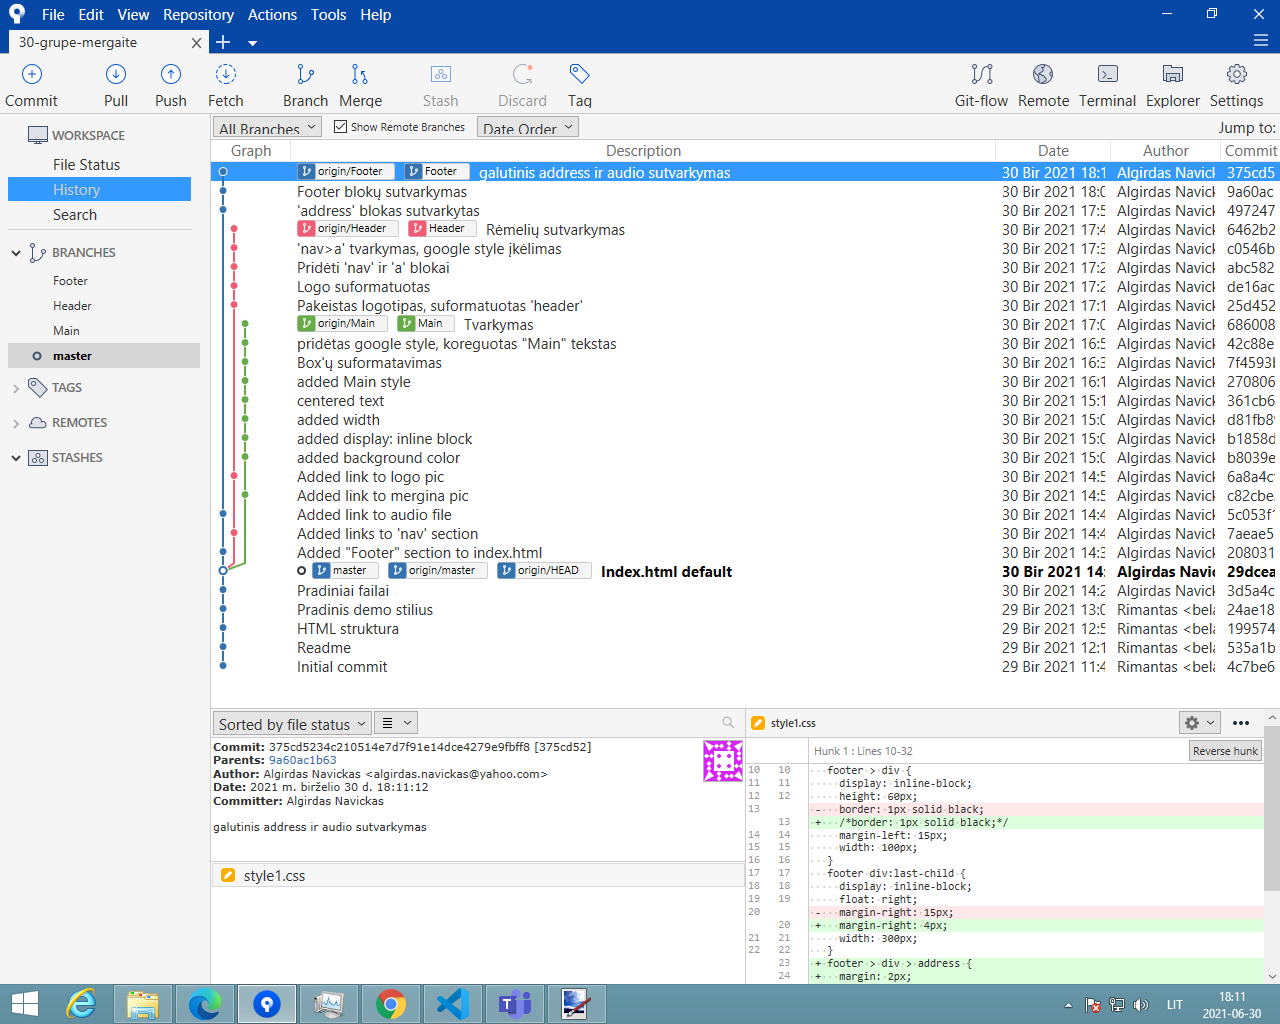 File Edit View Repository Actions Tools Help
30-grupe-mergaite
Commit Pull Push Fetch Branch Merge Stash Discard Tag Git-flow Remote Terminal Explorer Settings
WORKSPACE
File Status
History
Search
BRANCHES
Footer
Header
Main
master
TAGS
REMOTES
STASHES
All Branches Show Remote Branches Date Order Jump to:
Graph Description Date Author Commit
origin/Footer Footer galutinis address ir audio sutvarkymas 30 Bir 2021 18:1 Algirdas Navick 375cd5
Footer blokų sutvarkymas 30 Bir 2021 18:0 Algirdas Navick 9a60ac
'address' blokas sutvarkytas 30 Bir 2021 17:5 Algirdas Navick 497247
origin/Header Header Rėmelių sutvarkymas 30 Bir 2021 17:4 Algirdas Navick 6462b2
'nav>a' tvarkymas, google style įkėlimas 30 Bir 2021 17:3 Algirdas Navick c0546b
Pridėti 'nav' ir 'a' blokai 30 Bir 2021 17:2 Algirdas Navick abc582
Logo suformatuotas 30 Bir 2021 17:2 Algirdas Navick de16ac
Pakeistas logotipas, suformatuotas 'header' 30 Bir 2021 17:1 Algirdas Navick 25d452
origin/Main Main Tvarkymas 30 Bir 2021 17:0 Algirdas Navick 686008
pridėtas google style, koreguotas "Main" tekstas 30 Bir 2021 16:5 Algirdas Navick 42c88e
Box'ų suformatavimas 30 Bir 2021 16:3 Algirdas Navick 7f4593
added Main style 30 Bir 2021 16:1 Algirdas Navick 270806
centered text 30 Bir 2021 15:1 Algirdas Navick 361cb6
added width 30 Bir 2021 15:0 Algirdas Navick d81fb8
added display: inline block 30 Bir 2021 15:0 Algirdas Navick b1858d
added background color 30 Bir 2021 15:0 Algirdas Navick b8039e
Added link to logo pic 30 Bir 2021 14:5 Algirdas Navick 6a8a4c
Added link to mergina pic 30 Bir 2021 14:5 Algirdas Navick c82cbe
Added link to audio file 30 Bir 2021 14:4 Algirdas Navick 5c053f
Added links to 'nav' section 30 Bir 2021 14:4 Algirdas Navick 7aeae5
Added "Footer" section to index.html 30 Bir 2021 14:3 Algirdas Navick 208031
master origin/master origin/HEAD Index.html default 30 Bir 2021 14: Algirdas Navic 29dcea
Pradiniai failai 30 Bir 2021 14:2 Algirdas Navick 3d5a4c
Pradinis demo stilius 29 Bir 2021 13:0 Rimantas <bela 24ae18
HTML struktura 29 Bir 2021 12:5 Rimantas <bela 199574
Readme 29 Bir 2021 12:1 Rimantas <bela 535a1b
Initial commit 29 Bir 2021 11:4 Rimantas <bela 4c7be6
Sorted by file status
Commit: 375cd5234c210514e7d7f91e14dce4279e9fbff8 [375cd52]
Parents: 9a60ac1b63
Author: Algirdas Navickas <algirdas.navickas@yahoo.com>
Date: 2021 m. birželio 30 d. 18:11:12
Committer: Algirdas Navickas
galutinis address ir audio sutvarkymas
style1.css
style1.css
Hunk 1 : Lines 10-32 Reverse hunk
10 10 footer > div {
11 11 display: inline-block;
12 12 height: 60px;
13 - border: 1px solid black;
13 + /*border: 1px solid black;*/
14 14 margin-left: 15px;
15 15 width: 100px;
16 16 }
17 17 footer div:last-child {
18 18 display: inline-block;
19 19 float: right;
20 - margin-right: 15px;
20 + margin-right: 4px;
21 21 width: 300px;
22 22 }
23 + footer > div > address {
24 + margin: 2px;
LIT
18:11
2021-06-30